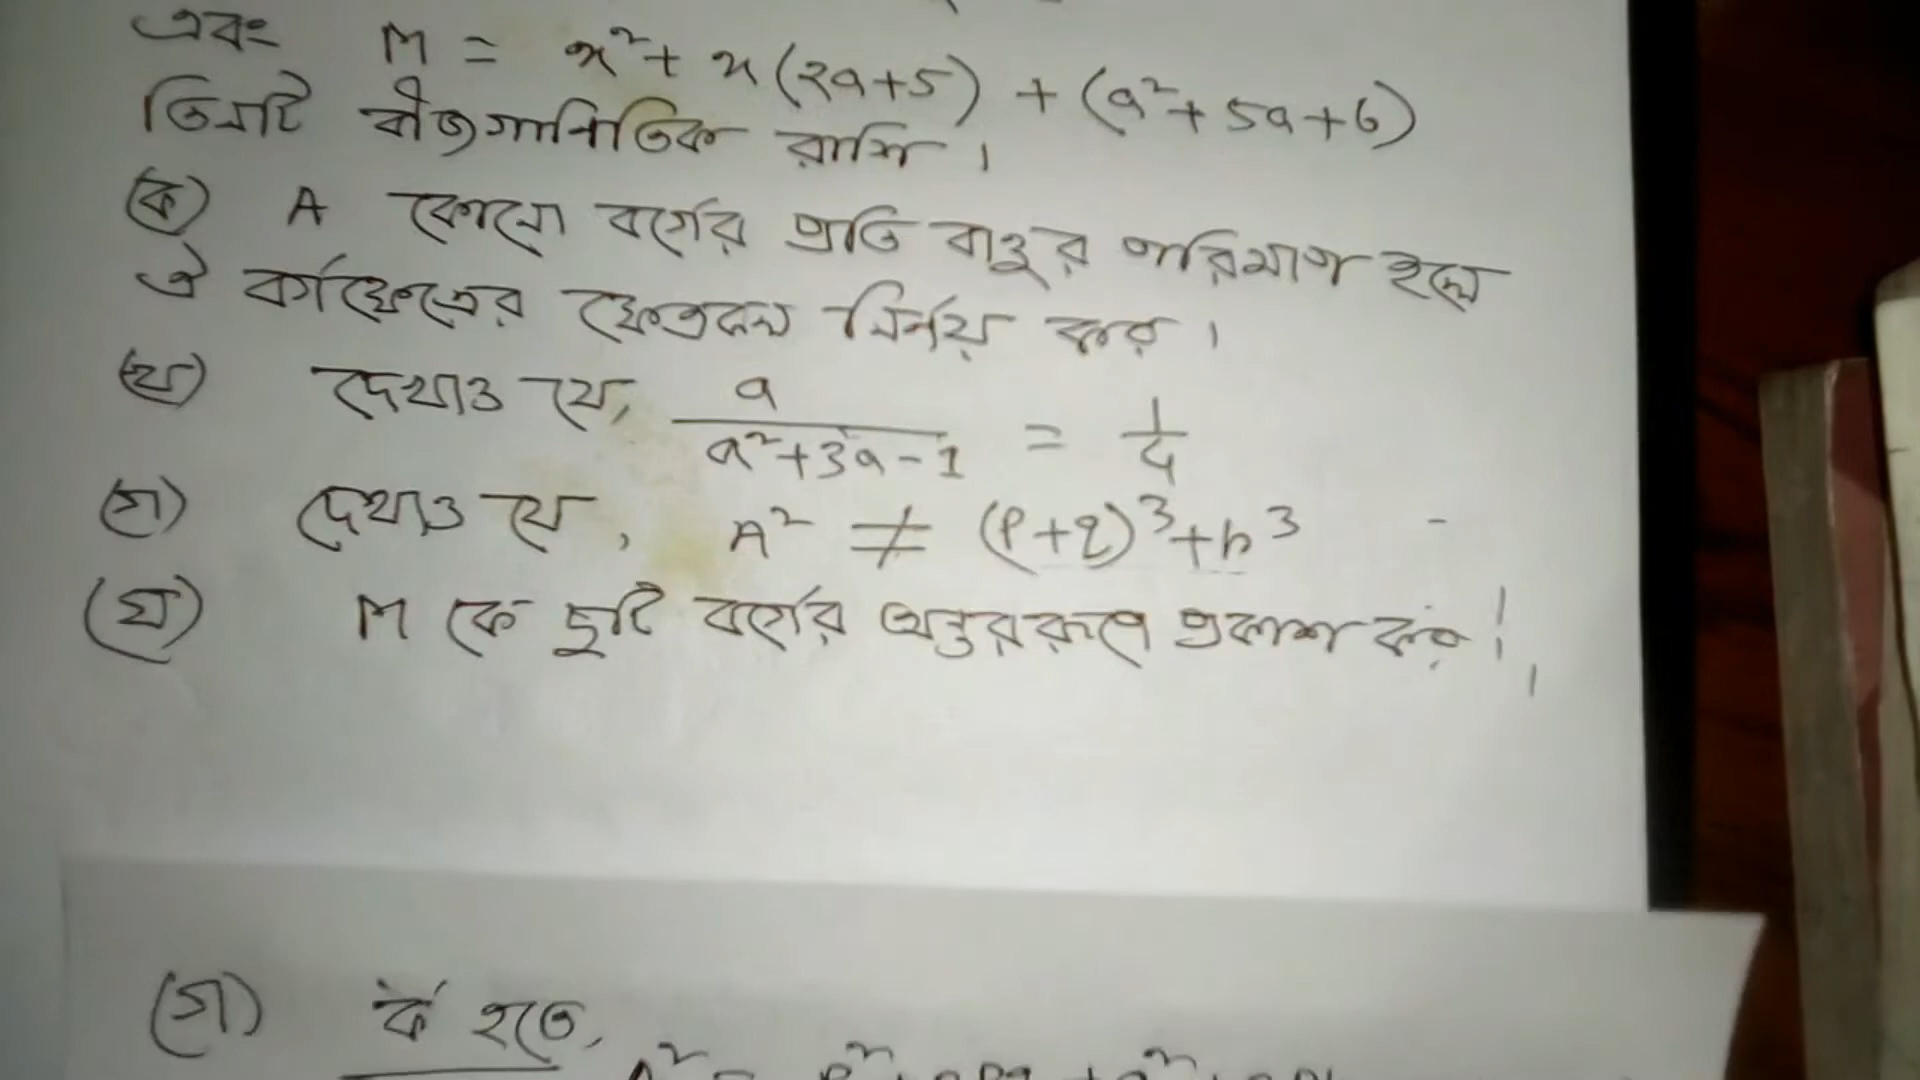 এবং M = x² + x(2a+5) + (a²+5a+6)
তিনটি বীজগাণিতিক রাশি।
(ক) A কোনো বর্গের প্রতি বাহুর পরিমাণ হলে
ঐ বর্গক্ষেত্রের ক্ষেত্রফল নির্ণয় কর।
(খ) দেখাও যে, a/(a²+3a-1) = 1/4
(গ) দেখাও যে, A² ≠ (p+q)³+h³
(ঘ) M কে দুটি বর্গের অন্তররূপে প্রকাশ কর।
(গ) 'ক' হতে,